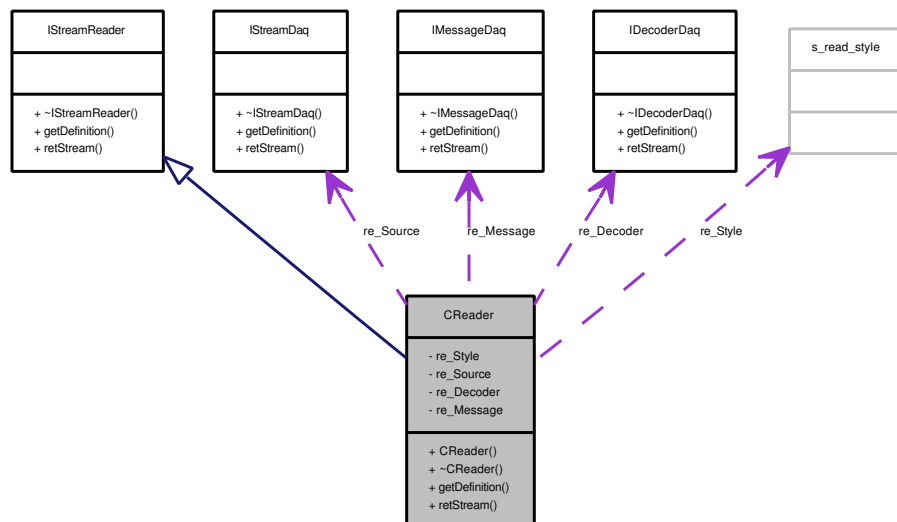 IStreamReader
+ ~IStreamReader()
+ getDefinition()
+ retStream()
IStreamDaq
+ ~IStreamDaq()
+ getDefinition()
+ retStream()
IMessageDaq
+ ~IMessageDaq()
+ getDefinition()
+ retStream()
IDecoderDaq
+ ~IDecoderDaq()
+ getDefinition()
+ retStream()
s_read_style
re_Source
re_Message
re_Decoder
re_Style
CReader
- re_Style
- re_Source
- re_Decoder
- re_Message
+ CReader()
+ ~CReader()
+ getDefinition()
+ retStream()